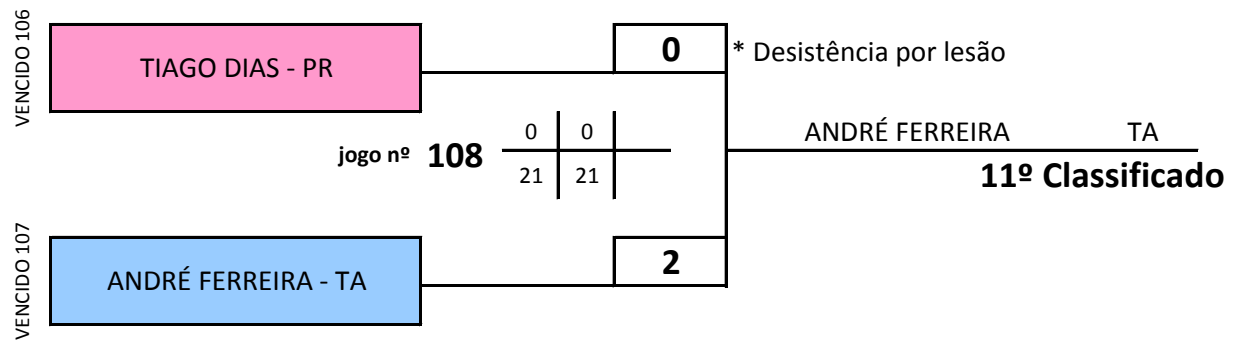 VENCIDO 106
TIAGO DIAS - PR
0
* Desistência por lesão
jogo nº 108
0 0
21 21
ANDRÉ FERREIRA TA
11º Classificado
VENCIDO 107
ANDRÉ FERREIRA - TA
2